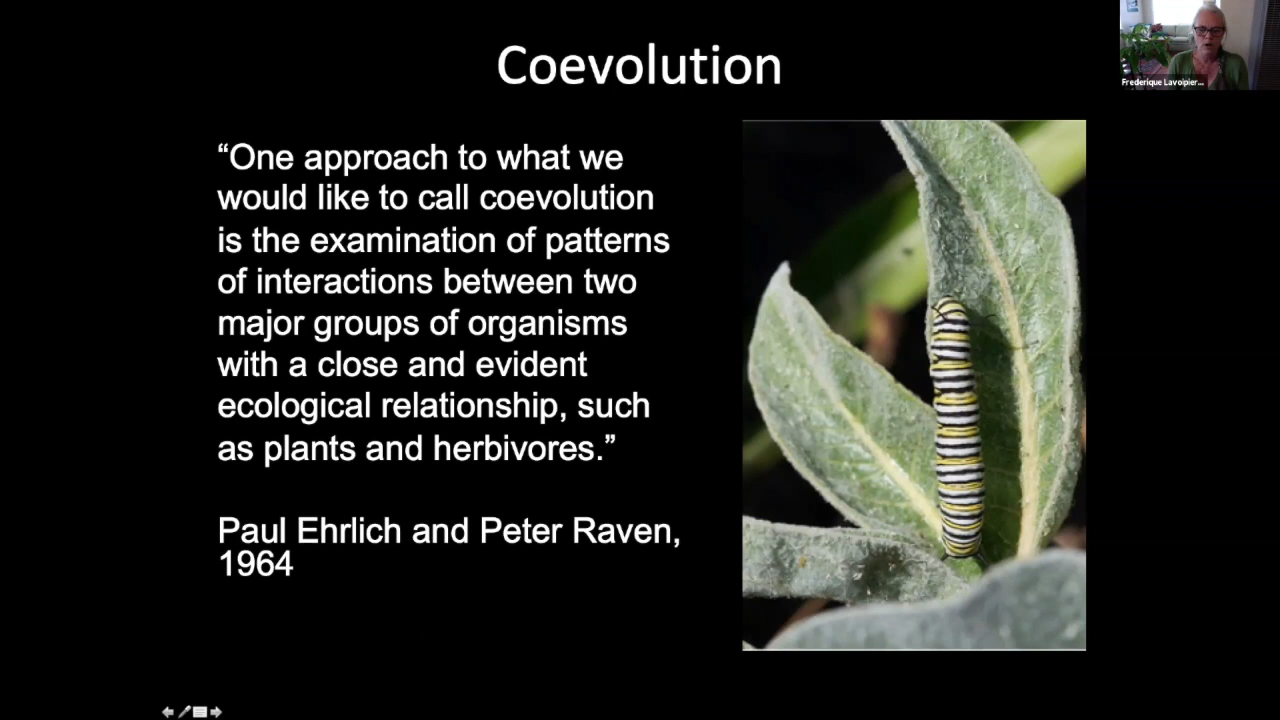 Coevolution
Frederique Lavoipier...
“One approach to what we
would like to call coevolution
is the examination of patterns
of interactions between two
major groups of organisms
with a close and evident
ecological relationship, such
as plants and herbivores.”
Paul Ehrlich and Peter Raven,
1964